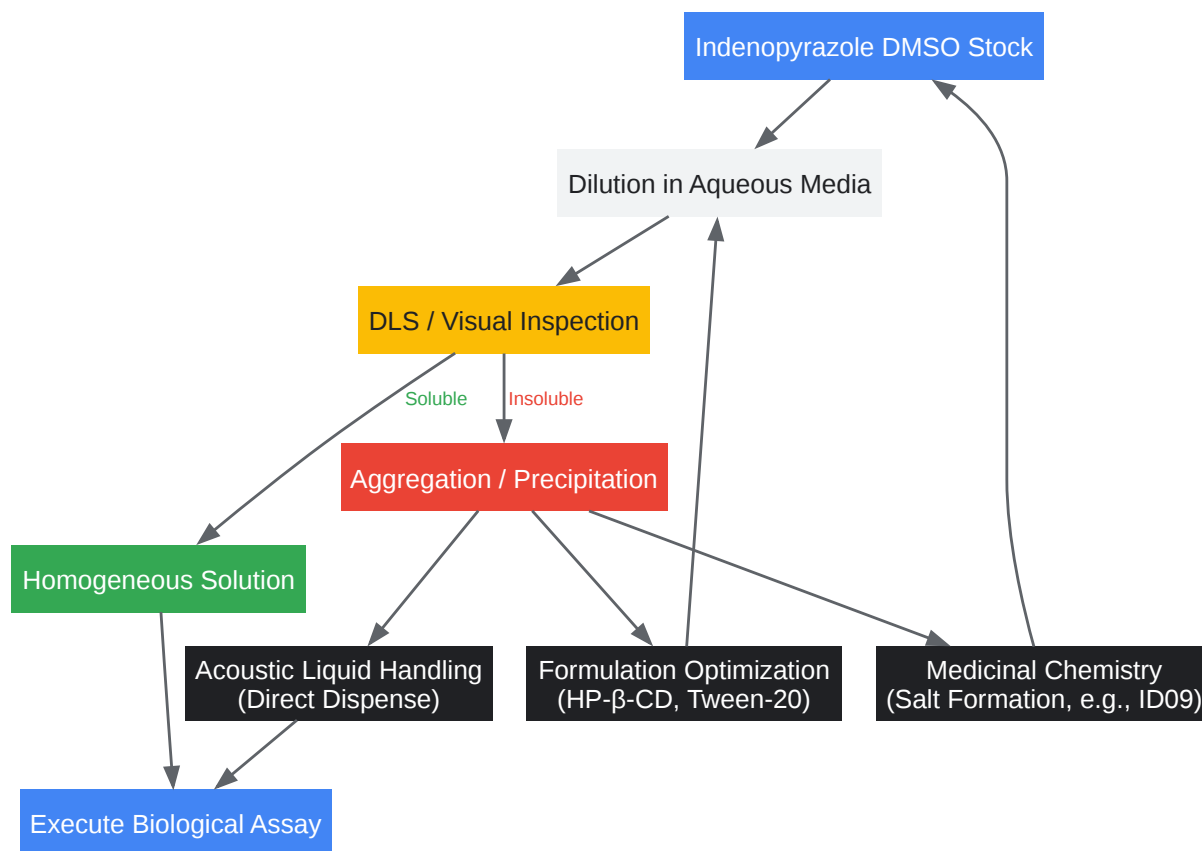 Indenopyrazole DMSO Stock
Dilution in Aqueous Media
DLS / Visual Inspection
Soluble
Insoluble
Aggregation / Precipitation
Homogeneous Solution
Acoustic Liquid Handling
(Direct Dispense)
Formulation Optimization
(HP-β-CD, Tween-20)
Medicinal Chemistry
(Salt Formation, e.g., ID09)
Execute Biological Assay